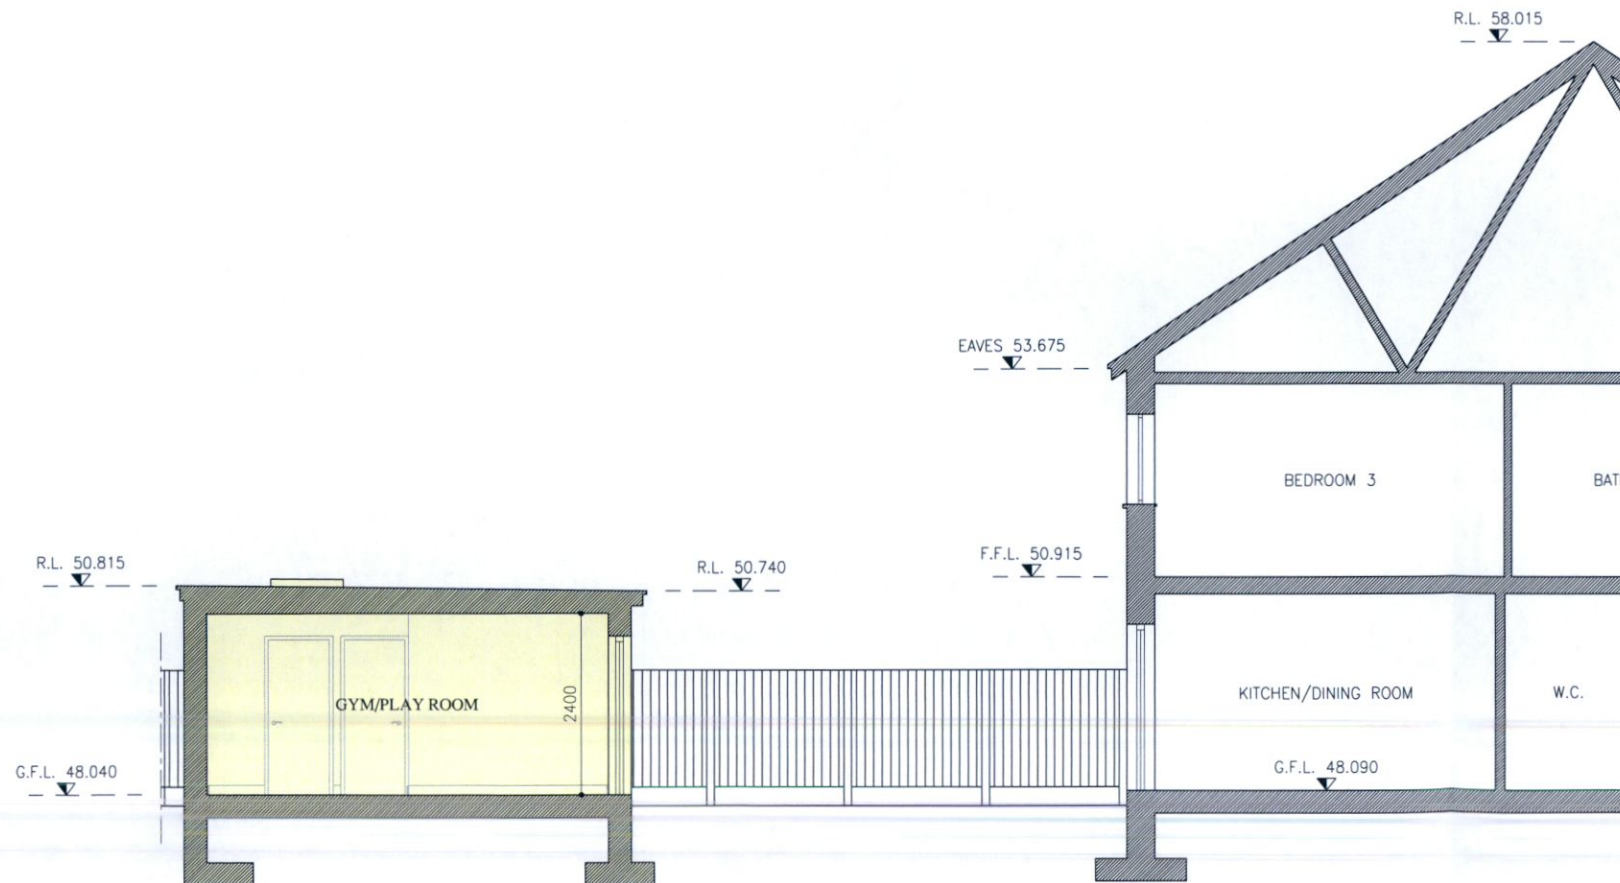 R.L. 58.015
EAVES 53.675
BEDROOM 3
R.L. 50.815
R.L. 50.740
F.F.L. 50.915
GYM/PLAY ROOM
2400
KITCHEN/DINING ROOM
W.C.
G.F.L. 48.040
G.F.L. 48.090